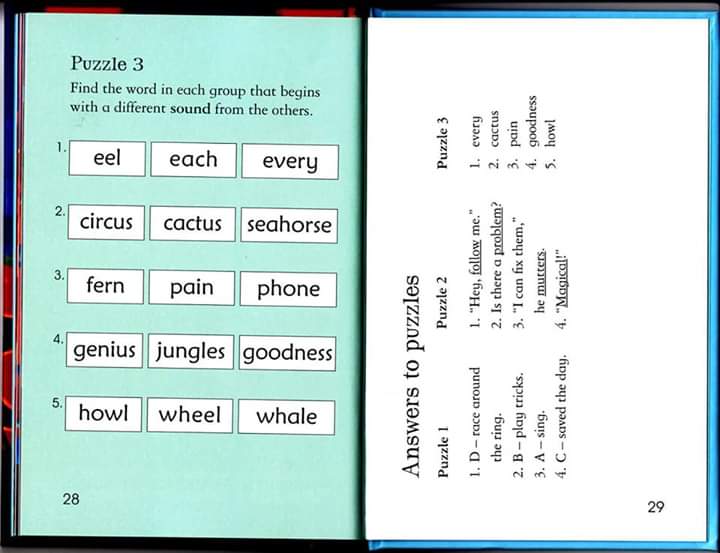 Puzzle 3
Find the word in each group that begins
with a different sound from the others.
1. eel each every
2. circus cactus seahorse
3. fern pain phone
4. genius jungles goodness
5. howl wheel whale
28
Answers to puzzles
Puzzle 1
1. D – race around
the ring.
2. B – play tricks.
3. A – sing.
4. C – saved the day.
Puzzle 2
1. "Hey, follow me."
2. Is there a problem?
3. "I can fix them,"
he mutters.
4. "Magical!"
Puzzle 3
1. every
2. cactus
3. pain
4. goodness
5. howl
29